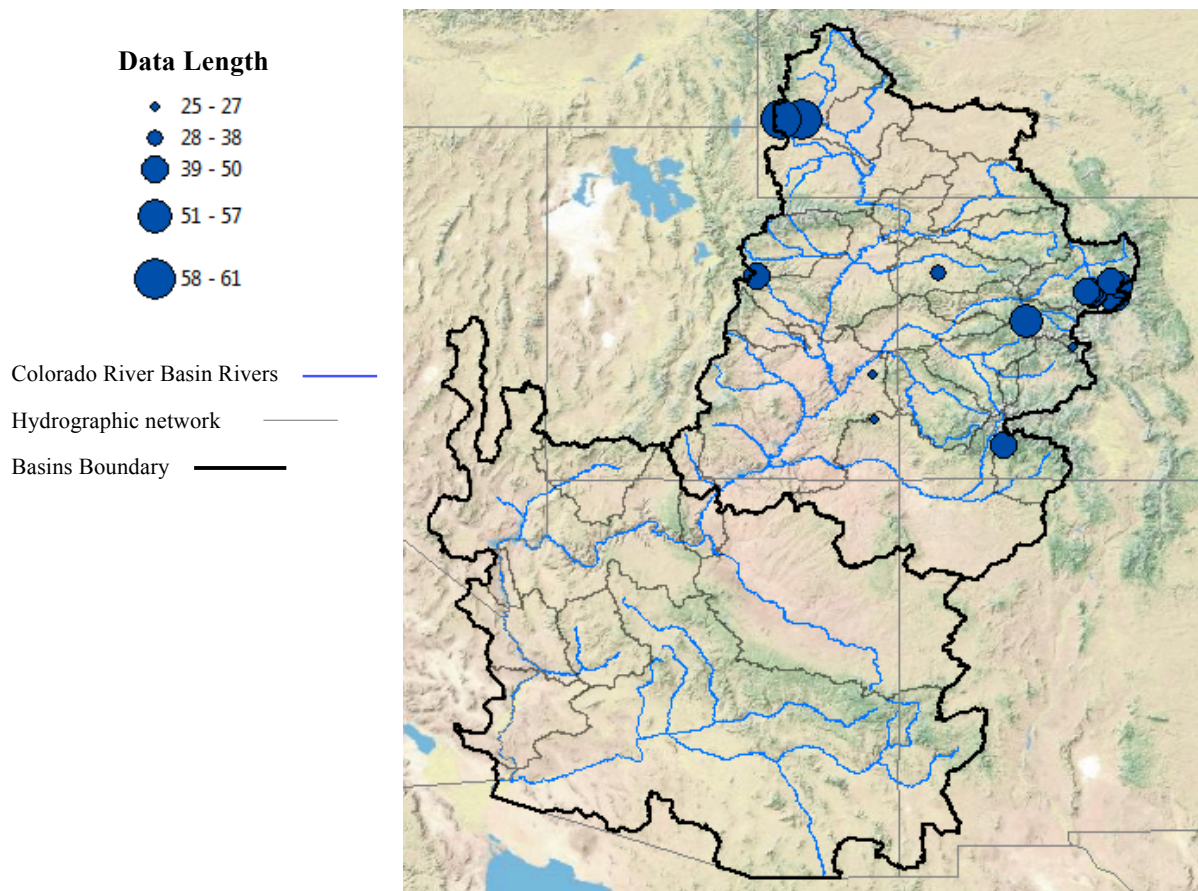 Data Length
25 - 27
28 - 38
39 - 50
51 - 57
58 - 61
Colorado River Basin Rivers
Hydrographic network
Basins Boundary